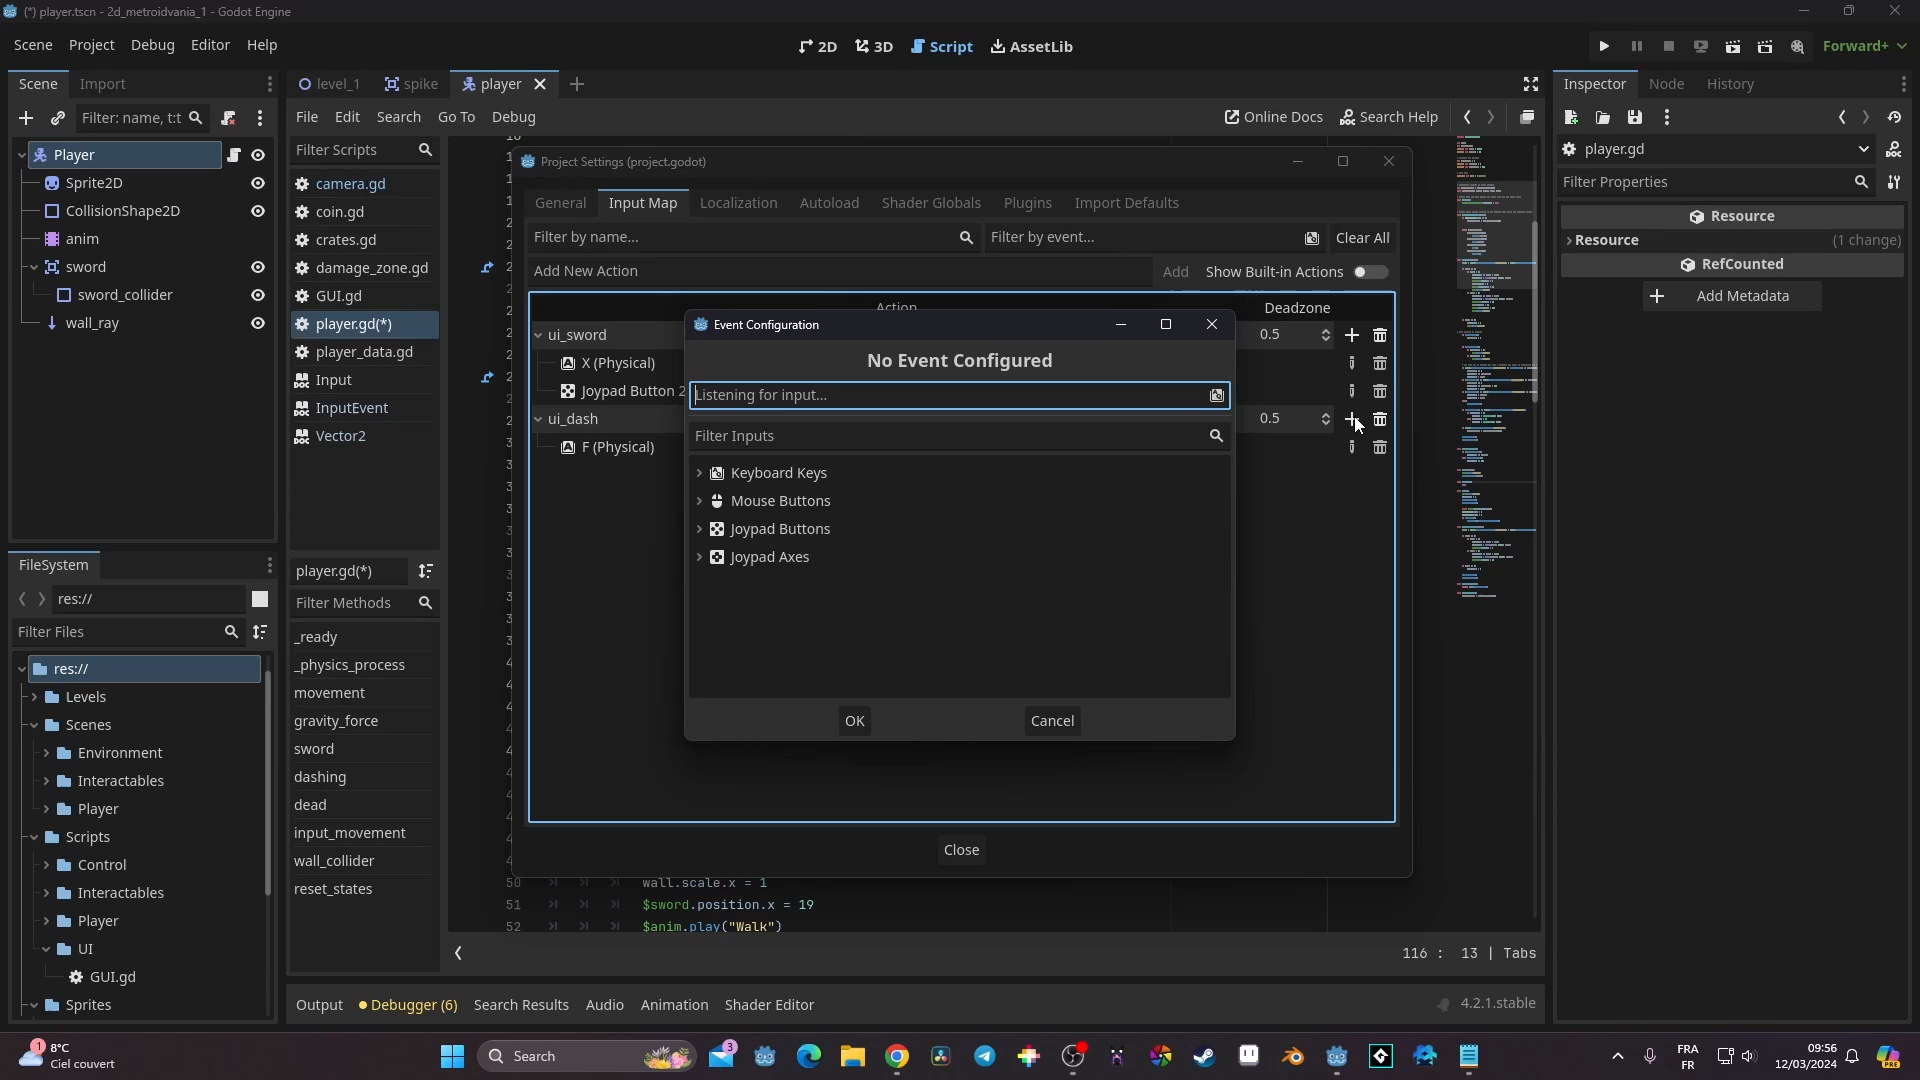 (*) player.tscn - 2d_metroidvania_1 - Godot Engine
Scene Project Debug Editor Help
2D 3D Script AssetLib
Forward+
Scene Import
Filter: name, t:t
Player
Sprite2D
CollisionShape2D
anim
sword
sword_collider
wall_ray
FileSystem
res://
Filter Files
res://
Levels
Scenes
Environment
Interactables
Player
Scripts
Control
Interactables
Player
UI
GUI.gd
Sprites
level_1 spike player
File Edit Search Go To Debug
Online Docs Search Help
Filter Scripts
camera.gd
coin.gd
crates.gd
damage_zone.gd
GUI.gd
player.gd(*)
player_data.gd
Input
InputEvent
Vector2
player.gd(*)
Filter Methods
_ready
_physics_process
movement
gravity_force
sword
dashing
dead
input_movement
wall_collider
reset_states
Project Settings (project.godot)
General Input Map Localization Autoload Shader Globals Plugins Import Defaults
Filter by name... Filter by event... Clear All
Add New Action Add Show Built-in Actions
Action Deadzone
ui_sword 0.5
X (Physical)
Joypad Button 2
ui_dash 0.5
F (Physical)
Event Configuration
No Event Configured
Listening for input...
Filter Inputs
Keyboard Keys
Mouse Buttons
Joypad Buttons
Joypad Axes
OK Cancel
Close
50 wall.scale.x = 1
51 $sword.position.x = 19
52 $anim.play("Walk")
116 : 13 | Tabs
Output Debugger (6) Search Results Audio Animation Shader Editor
4.2.1.stable
Inspector Node History
player.gd
Filter Properties
Resource
Resource (1 change)
RefCounted
Add Metadata
1
8°C
Ciel couvert
Search
3
FRA
FR
09:56
12/03/2024
PRE